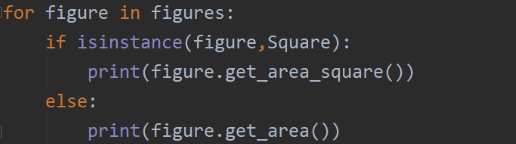 for figure in figures:
    if isinstance(figure,Square):
        print(figure.get_area_square())
    else:
        print(figure.get_area())